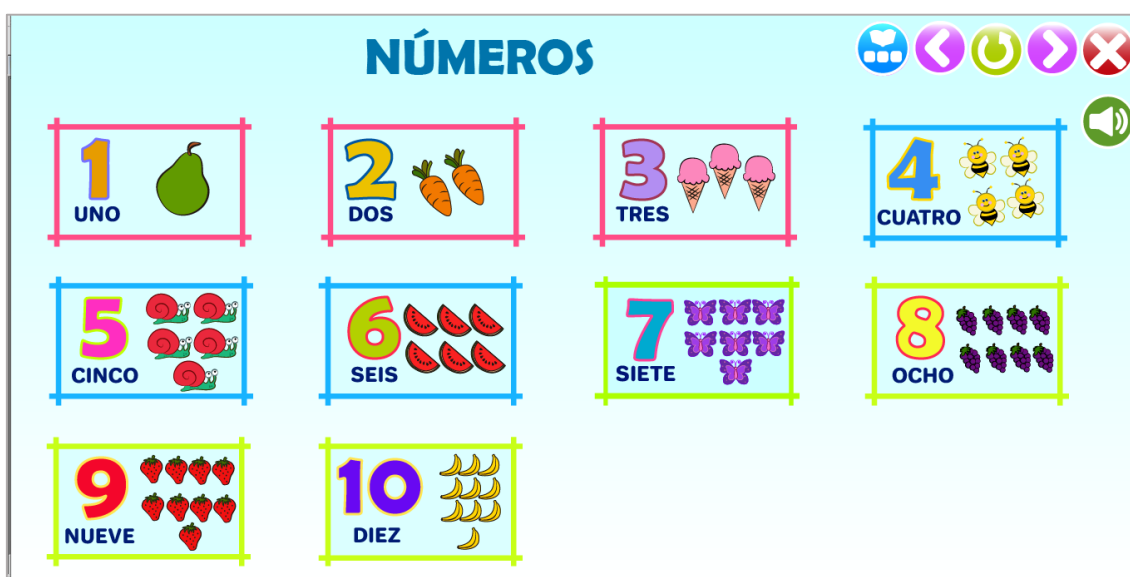 NÚMEROS
1
UNO
2
DOS
3
TRES
4
CUATRO
5
CINCO
6
SEIS
7
SIETE
8
OCHO
9
NUEVE
10
DIEZ